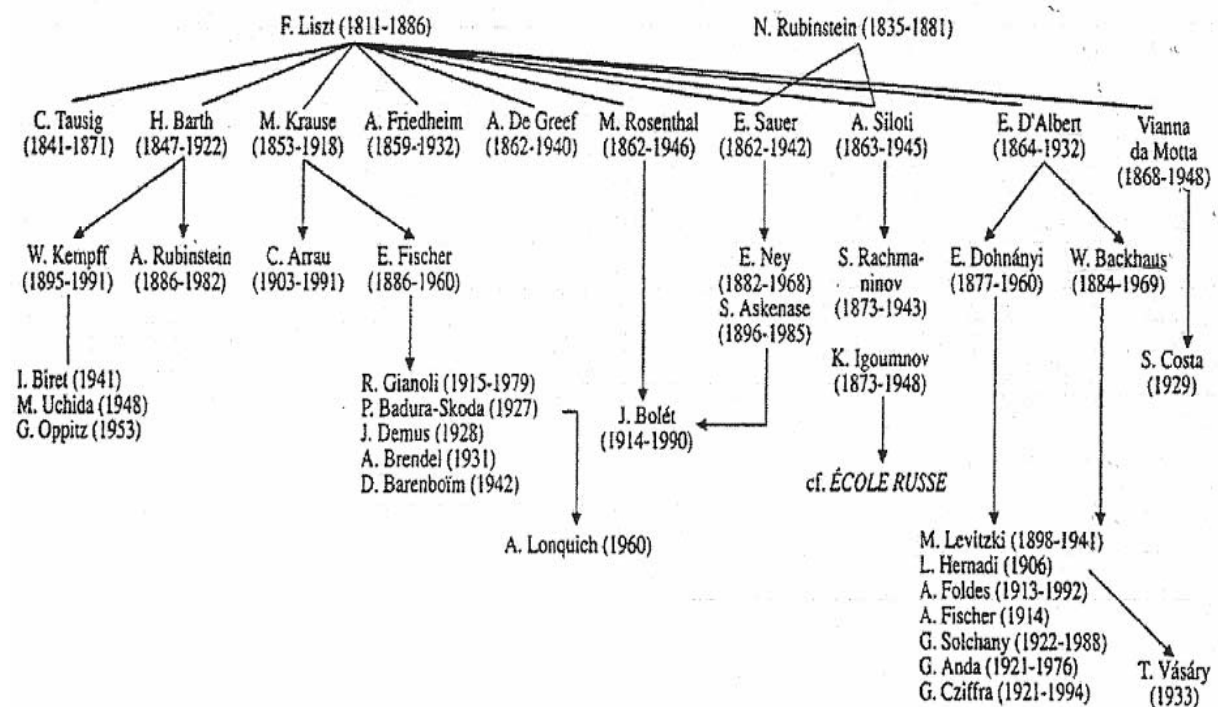 F. Liszt (1811-1886)
N. Rubinstein (1835-1881)
C. Tausig
(1841-1871)
H. Barth
(1847-1922)
M. Krause
(1853-1918)
A. Friedheim
(1859-1932)
A. De Greef
(1862-1940)
M. Rosenthal
(1862-1946)
E. Sauer
(1862-1942)
A. Siloti
(1863-1945)
E. D'Albert
(1864-1932)
Vianna
da Motta
(1868-1948)
W. Kempff
(1895-1991)
A. Rubinstein
(1886-1982)
C. Arrau
(1903-1991)
E. Fischer
(1886-1960)
E. Ney
(1882-1968)
S. Askenase
(1896-1985)
S. Rachma-
ninov
(1873-1943)
K. Igoumnov
(1873-1948)
E. Dohnányi
(1877-1960)
W. Backhaus
(1884-1969)
S. Costa
(1929)
I. Biret (1941)
M. Uchida (1948)
G. Oppitz (1953)
R. Gianoli (1915-1979)
P. Badura-Skoda (1927)
J. Demus (1928)
A. Brendel (1931)
D. Barenboïm (1942)
J. Bolét
(1914-1990)
cf. ÉCOLE RUSSE
A. Lonquich (1960)
M. Levitzki (1898-1941)
L. Hernadi (1906)
A. Foldes (1913-1992)
A. Fischer (1914)
G. Solchany (1922-1988)
G. Anda (1921-1976)
G. Cziffra (1921-1994)
T. Vásáry
(1933)